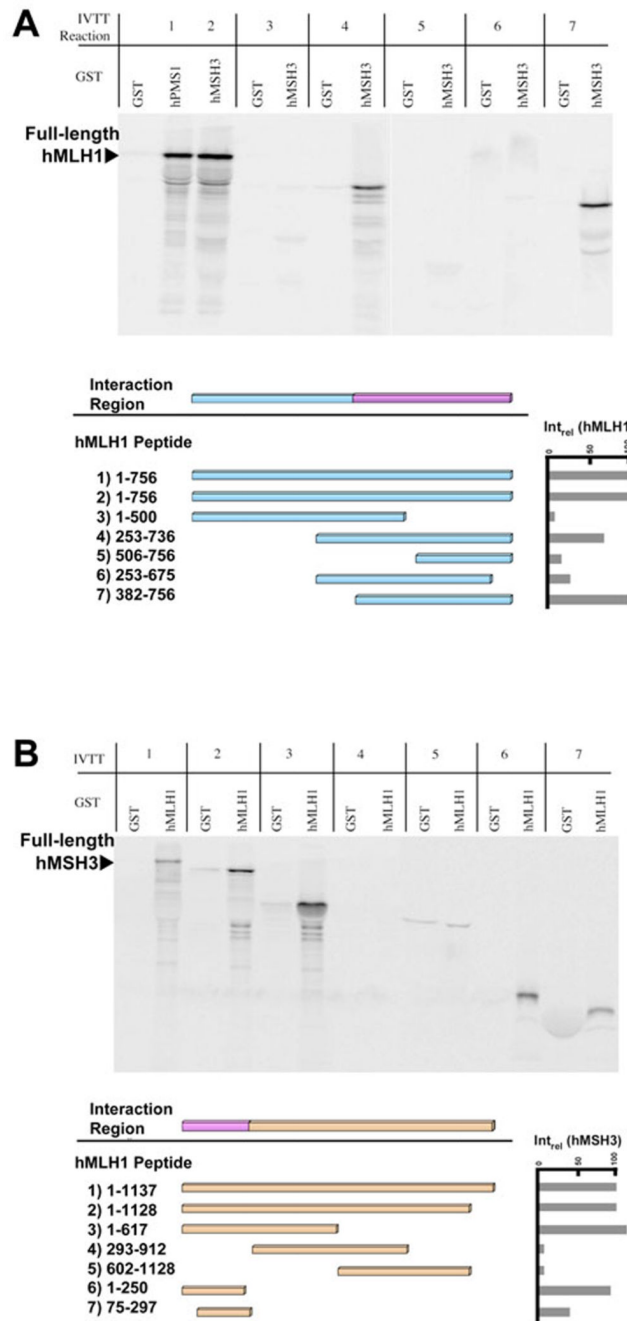 A
IVTT Reaction 1 2 3 4 5 6 7
GST GST hPMS1 hMSH3 GST hMSH3 GST hMSH3 GST hMSH3 GST hMSH3 GST hMSH3
Full-length
hMLH1
Interaction
Region
hMLH1 Peptide
Int_rel (hMLH1
0 50 100
1) 1-756
2) 1-756
3) 1-500
4) 253-736
5) 506-756
6) 253-675
7) 382-756
B
IVTT 1 2 3 4 5 6 7
GST GST hMLH1 GST hMLH1 GST hMLH1 GST hMLH1 GST hMLH1 GST hMLH1 GST hMLH1
Full-length
hMSH3
Interaction
Region
hMLH1 Peptide
Int_rel (hMSH3)
0 50 100
1) 1-1137
2) 1-1128
3) 1-617
4) 293-912
5) 602-1128
6) 1-250
7) 75-297